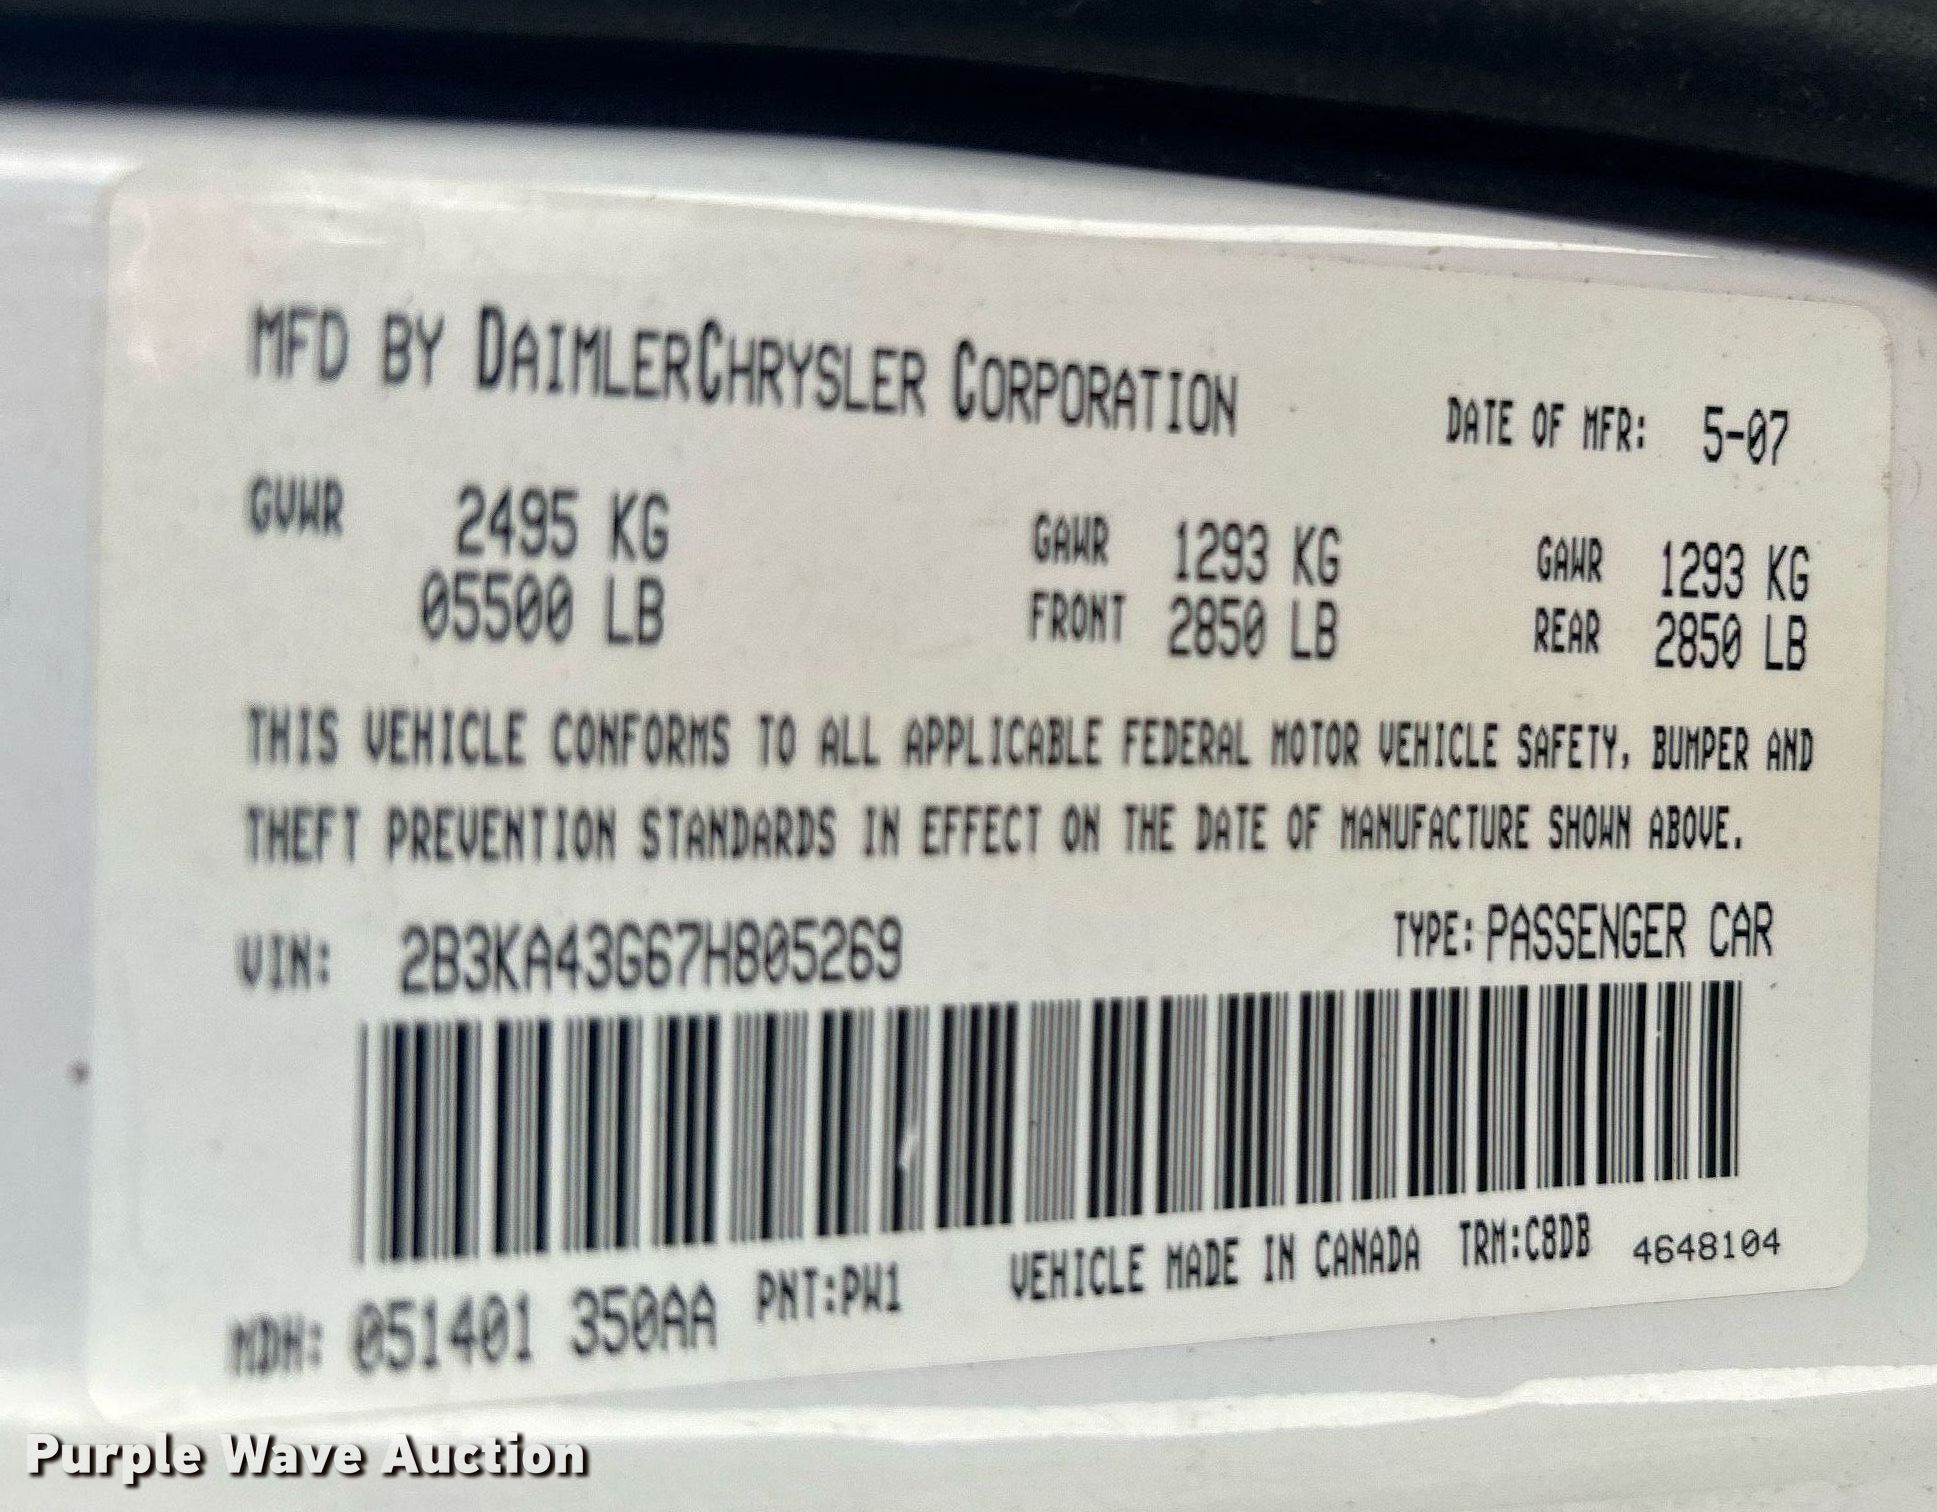 MFD BY DAIMLERCHRYSLER CORPORATION DATE OF MFR: 5-07
GVWR 2495 KG GAWR 1293 KG GAWR 1293 KG
05500 LB FRONT 2850 LB REAR 2850 LB
THIS VEHICLE CONFORMS TO ALL APPLICABLE FEDERAL MOTOR VEHICLE SAFETY, BUMPER AND
THEFT PREVENTION STANDARDS IN EFFECT ON THE DATE OF MANUFACTURE SHOWN ABOVE.
VIN: 2B3KA43G67H805269 TYPE: PASSENGER CAR
MDH: 051401 350AA PNT:PW1 VEHICLE MADE IN CANADA TRM:C8DB 4648104
Purple Wave Auction